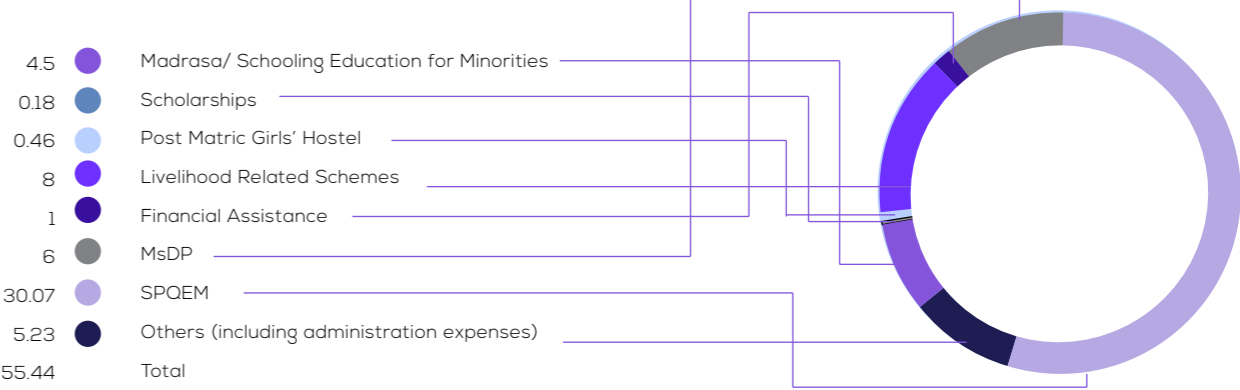 4.5 Madrasa/ Schooling Education for Minorities
0.18 Scholarships
0.46 Post Matric Girls' Hostel
8 Livelihood Related Schemes
1 Financial Assistance
6 MsDP
30.07 SPQEM
5.23 Others (including administration expenses)
55.44 Total